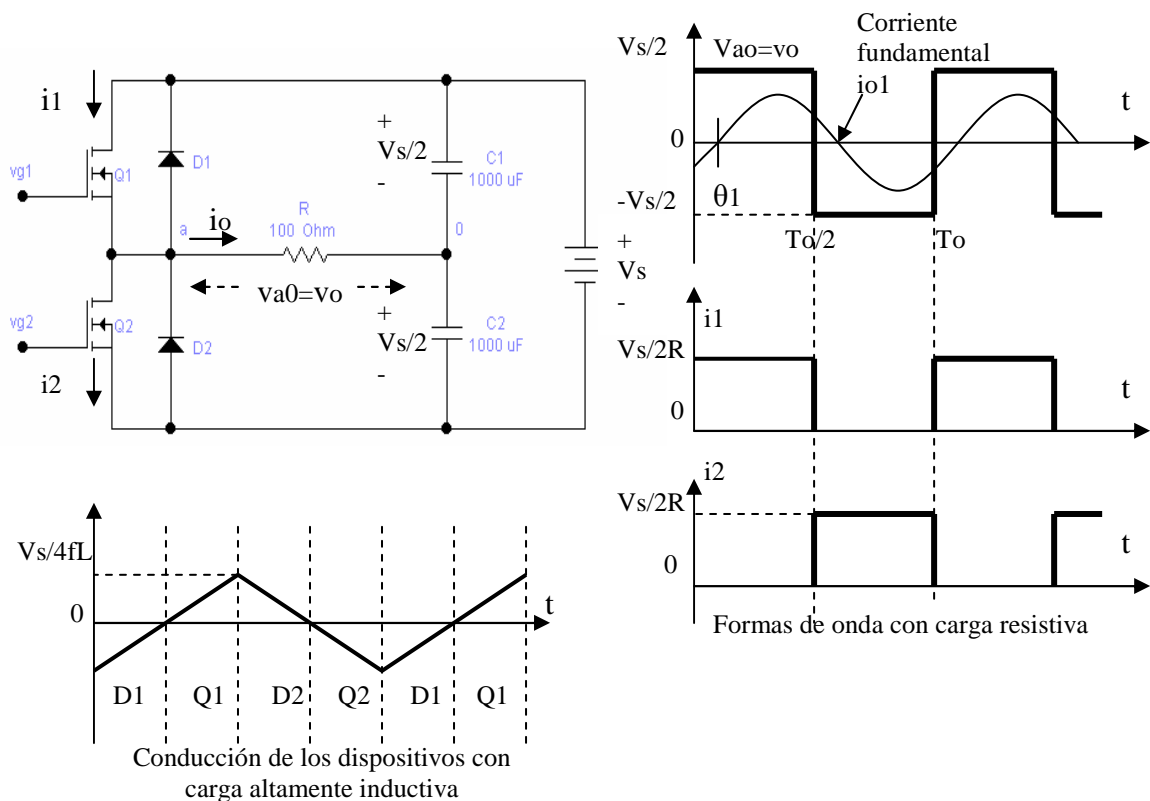 i1
vg1
Q1
D1
+
Vs/2
-
C1
1000 uF
a
io
R
100 Ohm
0
va0=vo
vg2
Q2
D2
i2
+
Vs/2
-
C2
1000 uF
+
Vs
-
Vs/2
Vao=vo
Corriente
fundamental
io1
t
0
-Vs/2
θ1
To/2
To
i1
Vs/2R
t
0
i2
Vs/2R
t
0
Formas de onda con carga resistiva
Vs/4fL
0
t
D1
Q1
D2
Q2
D1
Q1
Conducción de los dispositivos con
carga altamente inductiva